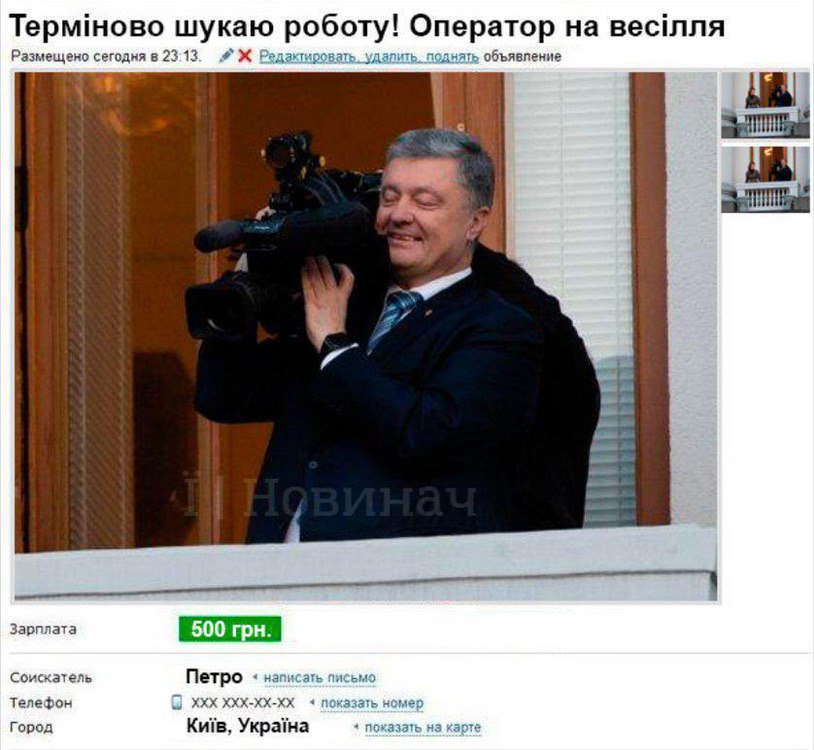 Терміново шукаю роботу! Оператор на весілля
Размещено сегодня в 23:13. Редактировать, удалить, поднять объявление
Ї | Новинач
Зарплата 500 грн.
Соискатель Петро написать письмо
Телефон XXX XXX-XX-XX показать номер
Город Київ, Україна показать на карте